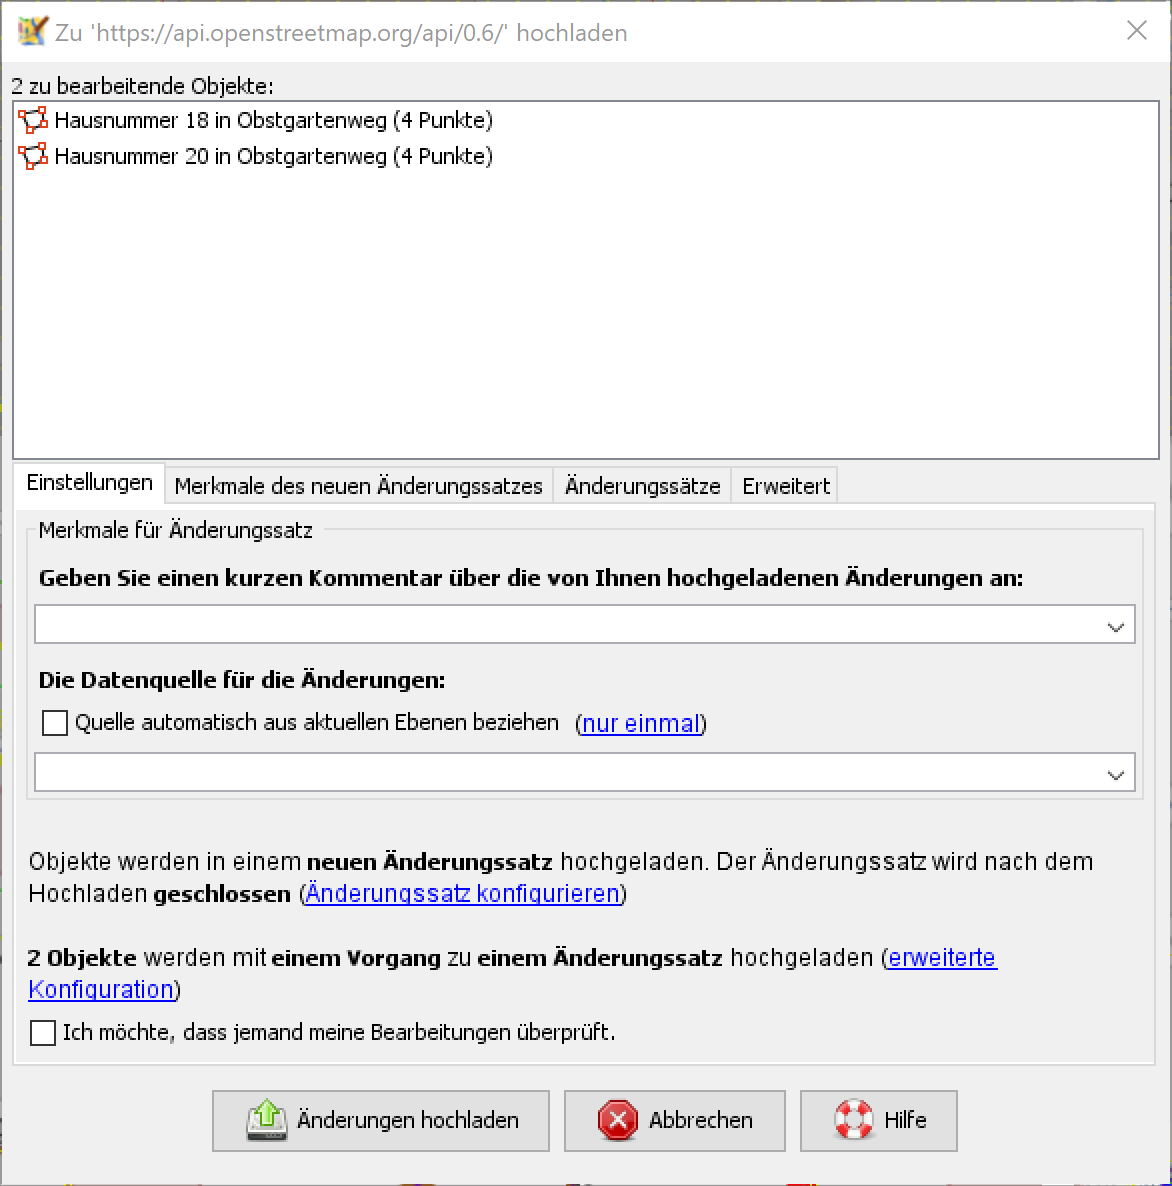 Zu 'https://api.openstreetmap.org/api/0.6/' hochladen
2 zu bearbeitende Objekte:
Hausnummer 18 in Obstgartenweg (4 Punkte)
Hausnummer 20 in Obstgartenweg (4 Punkte)
Einstellungen Merkmale des neuen Änderungssatzes Änderungssätze Erweitert
Merkmale für Änderungssatz
Geben Sie einen kurzen Kommentar über die von Ihnen hochgeladenen Änderungen an:
Die Datenquelle für die Änderungen:
Quelle automatisch aus aktuellen Ebenen beziehen (nur einmal)
Objekte werden in einem neuen Änderungssatz hochgeladen. Der Änderungssatz wird nach dem
Hochladen geschlossen (Änderungssatz konfigurieren)
2 Objekte werden mit einem Vorgang zu einem Änderungssatz hochgeladen (erweiterte
Konfiguration)
Ich möchte, dass jemand meine Bearbeitungen überprüft.
Änderungen hochladen Abbrechen Hilfe